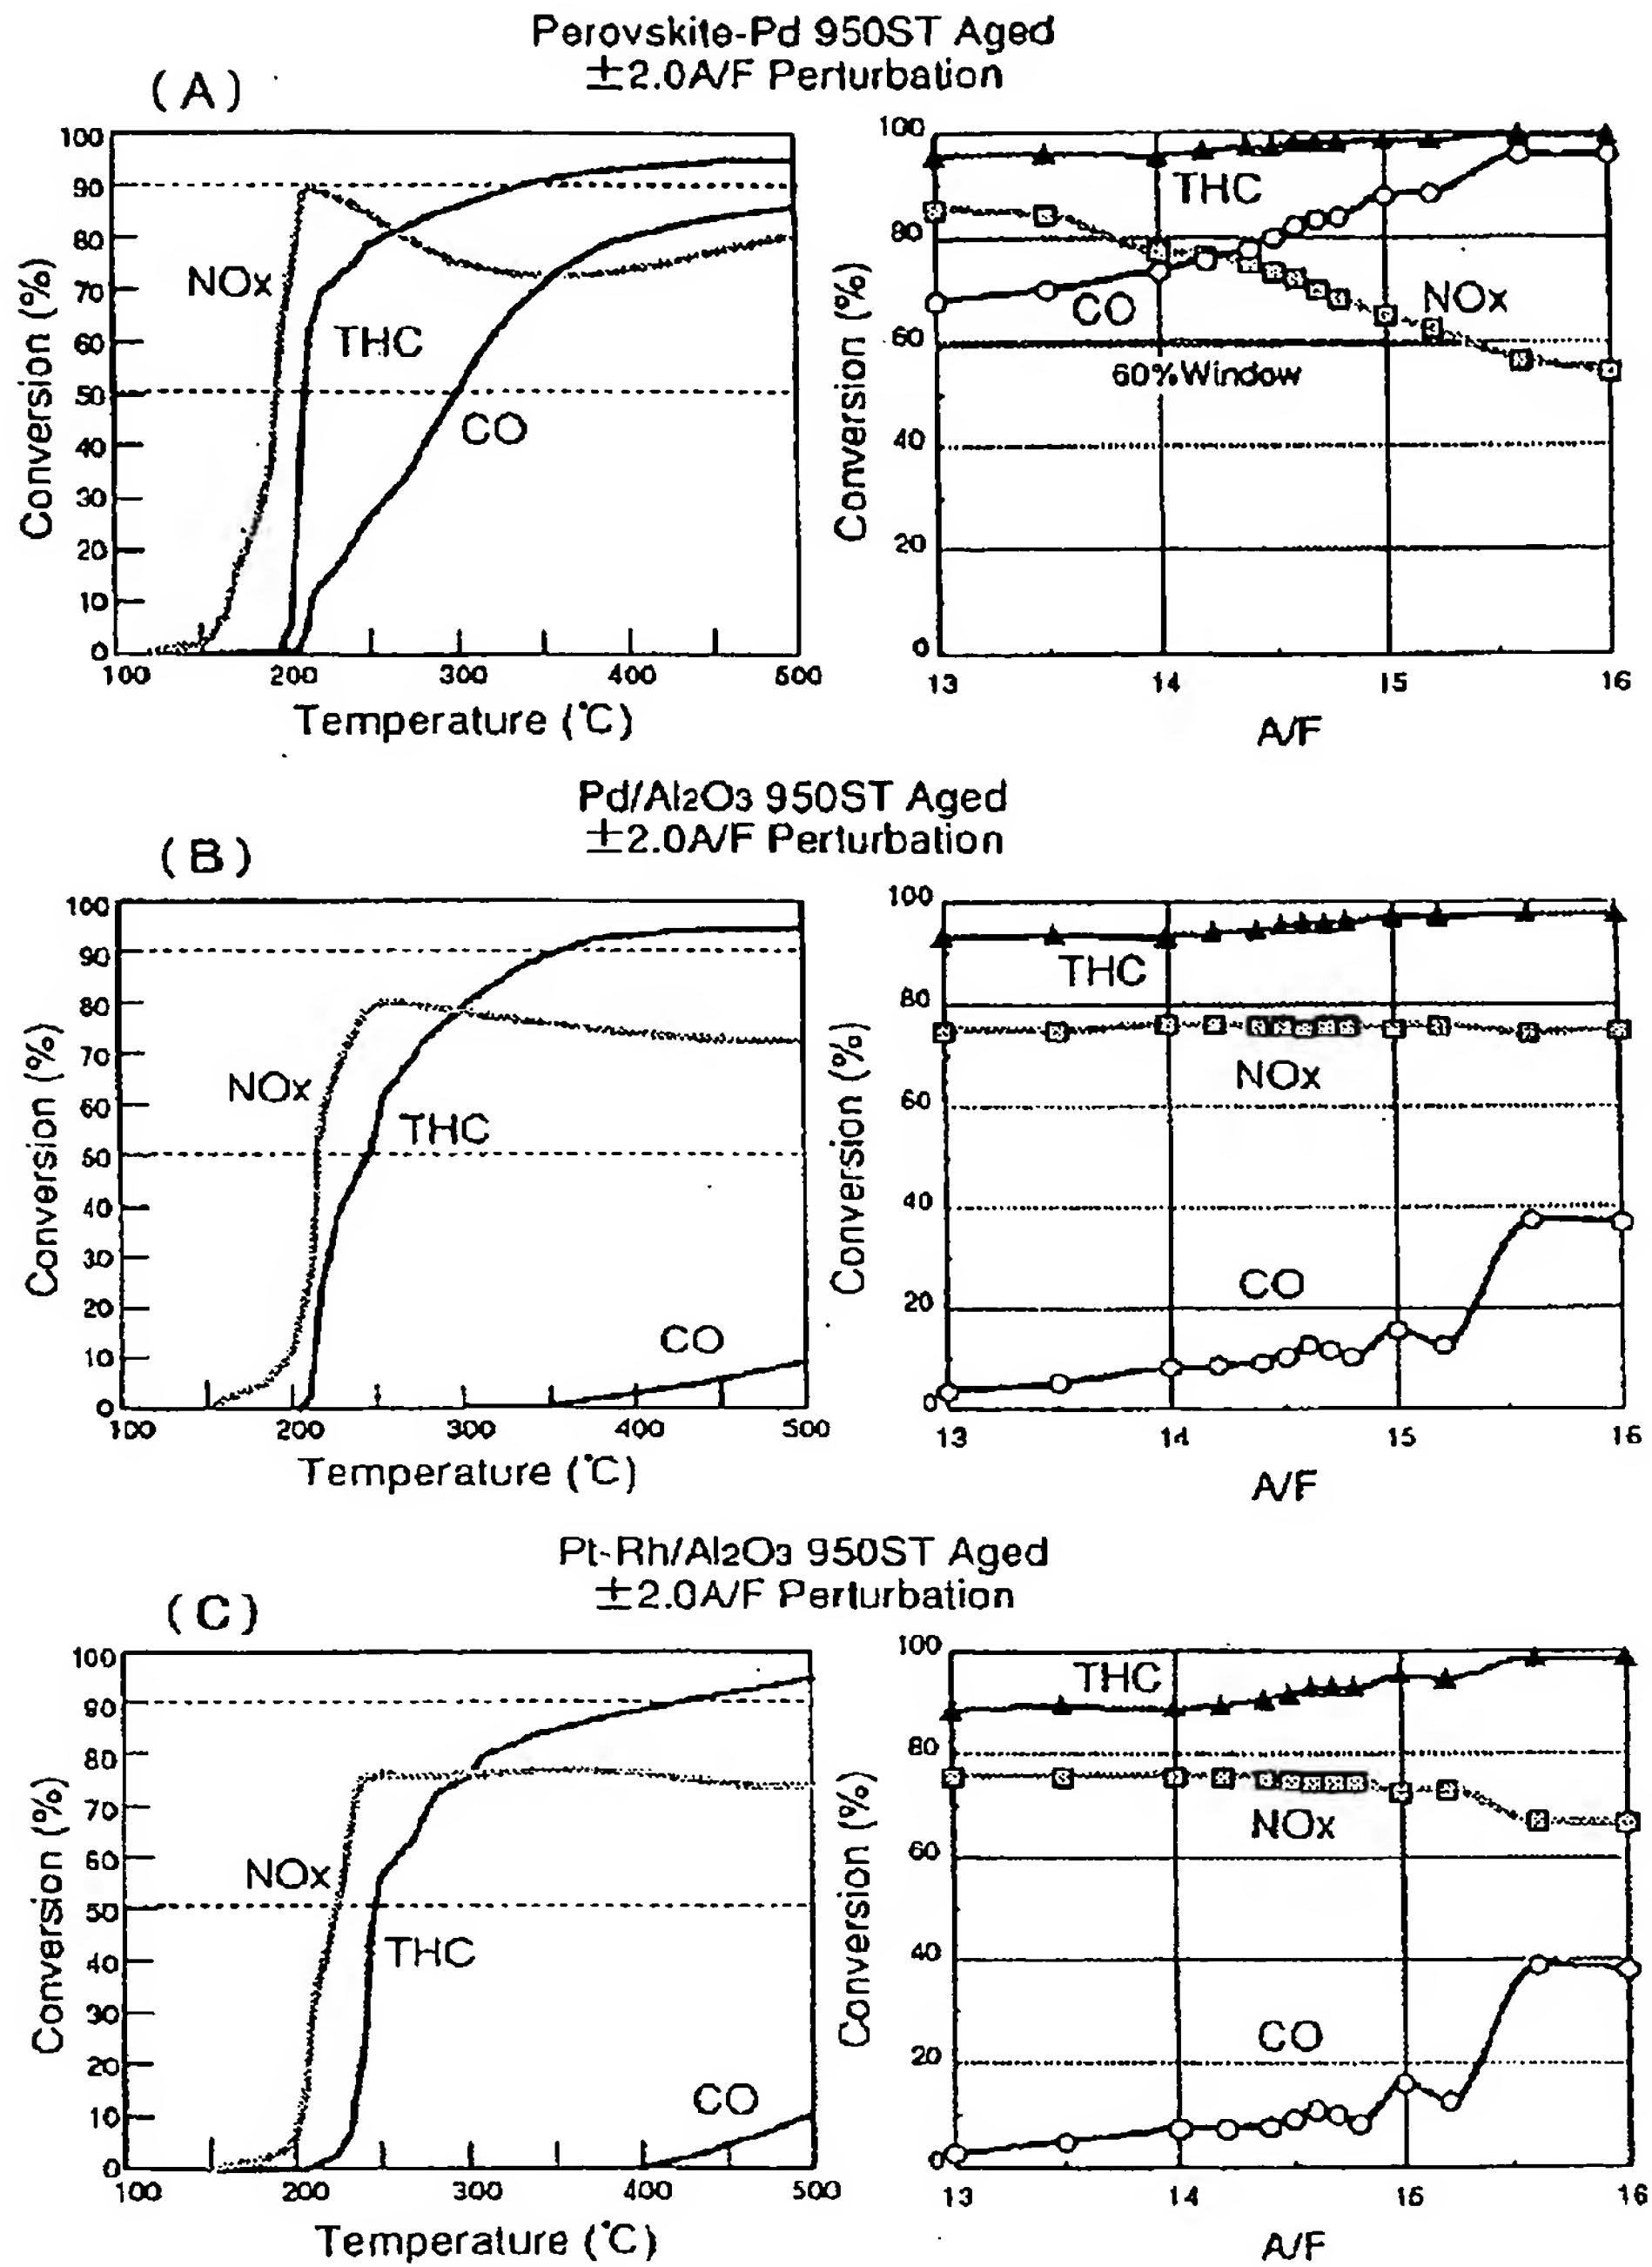 Perovskite-Pd 950ST Aged
±2.0A/F Perturbation
(A)
100
90
80
70
60
50
40
30
20
10
0
Conversion (%)
NOx
THC
CO
100
200
300
400
500
Temperature (℃)
100
80
60
40
20
0
Conversion (%)
THC
CO
NOx
60%Window
13
14
15
16
A/F
Pd/Al₂O₃ 950ST Aged
±2.0A/F Perturbation
(B)
100
90
80
70
60
50
40
30
20
10
0
Conversion (%)
NOx
THC
CO
100
200
300
400
500
Temperature (℃)
100
80
60
40
20
0
Conversion (%)
THC
NOx
CO
13
14
15
16
A/F
Pt-Rh/Al₂O₃ 950ST Aged
±2.0A/F Perturbation
(C)
100
90
80
70
60
50
40
30
20
10
0
Conversion (%)
NOx
THC
CO
100
200
300
400
500
Temperature (℃)
100
80
60
40
20
0
Conversion (%)
THC
NOx
CO
13
14
15
16
A/F